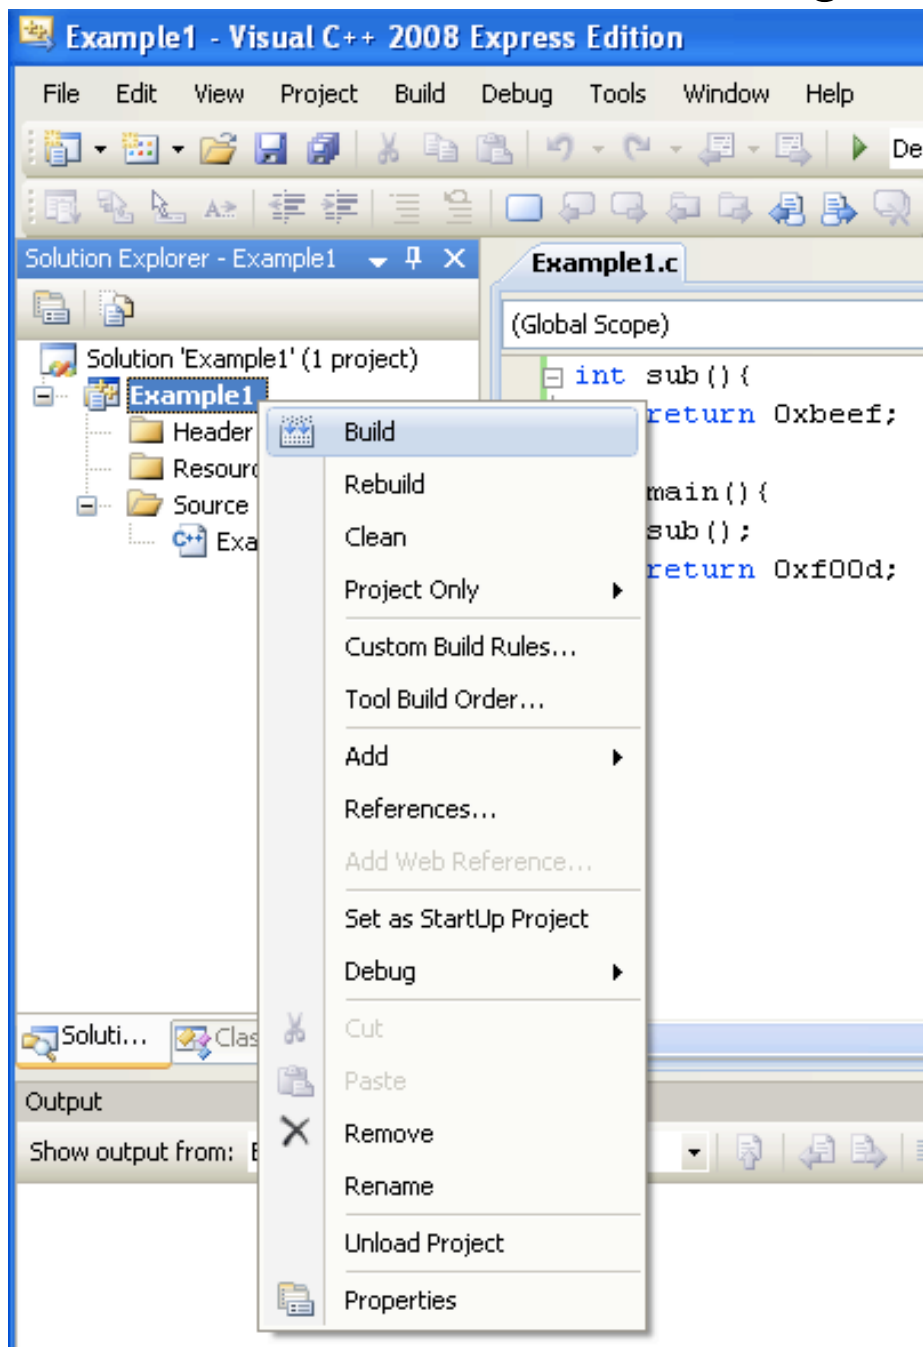 Example1 - Visual C++ 2008 Express Edition
File Edit View Project Build Debug Tools Window Help
De
Solution Explorer - Example1
Example1.c
(Global Scope)
Solution 'Example1' (1 project)
Example1
Header
Source
int sub(){
return 0xbeef;
main(){
sub();
return 0xf00d;
Build
Rebuild
Clean
Project Only
Custom Build Rules...
Tool Build Order...
Add
References...
Add Web Reference...
Set as StartUp Project
Debug
Cut
Paste
Remove
Rename
Unload Project
Properties
Soluti...
Clas
Output
Show output from: